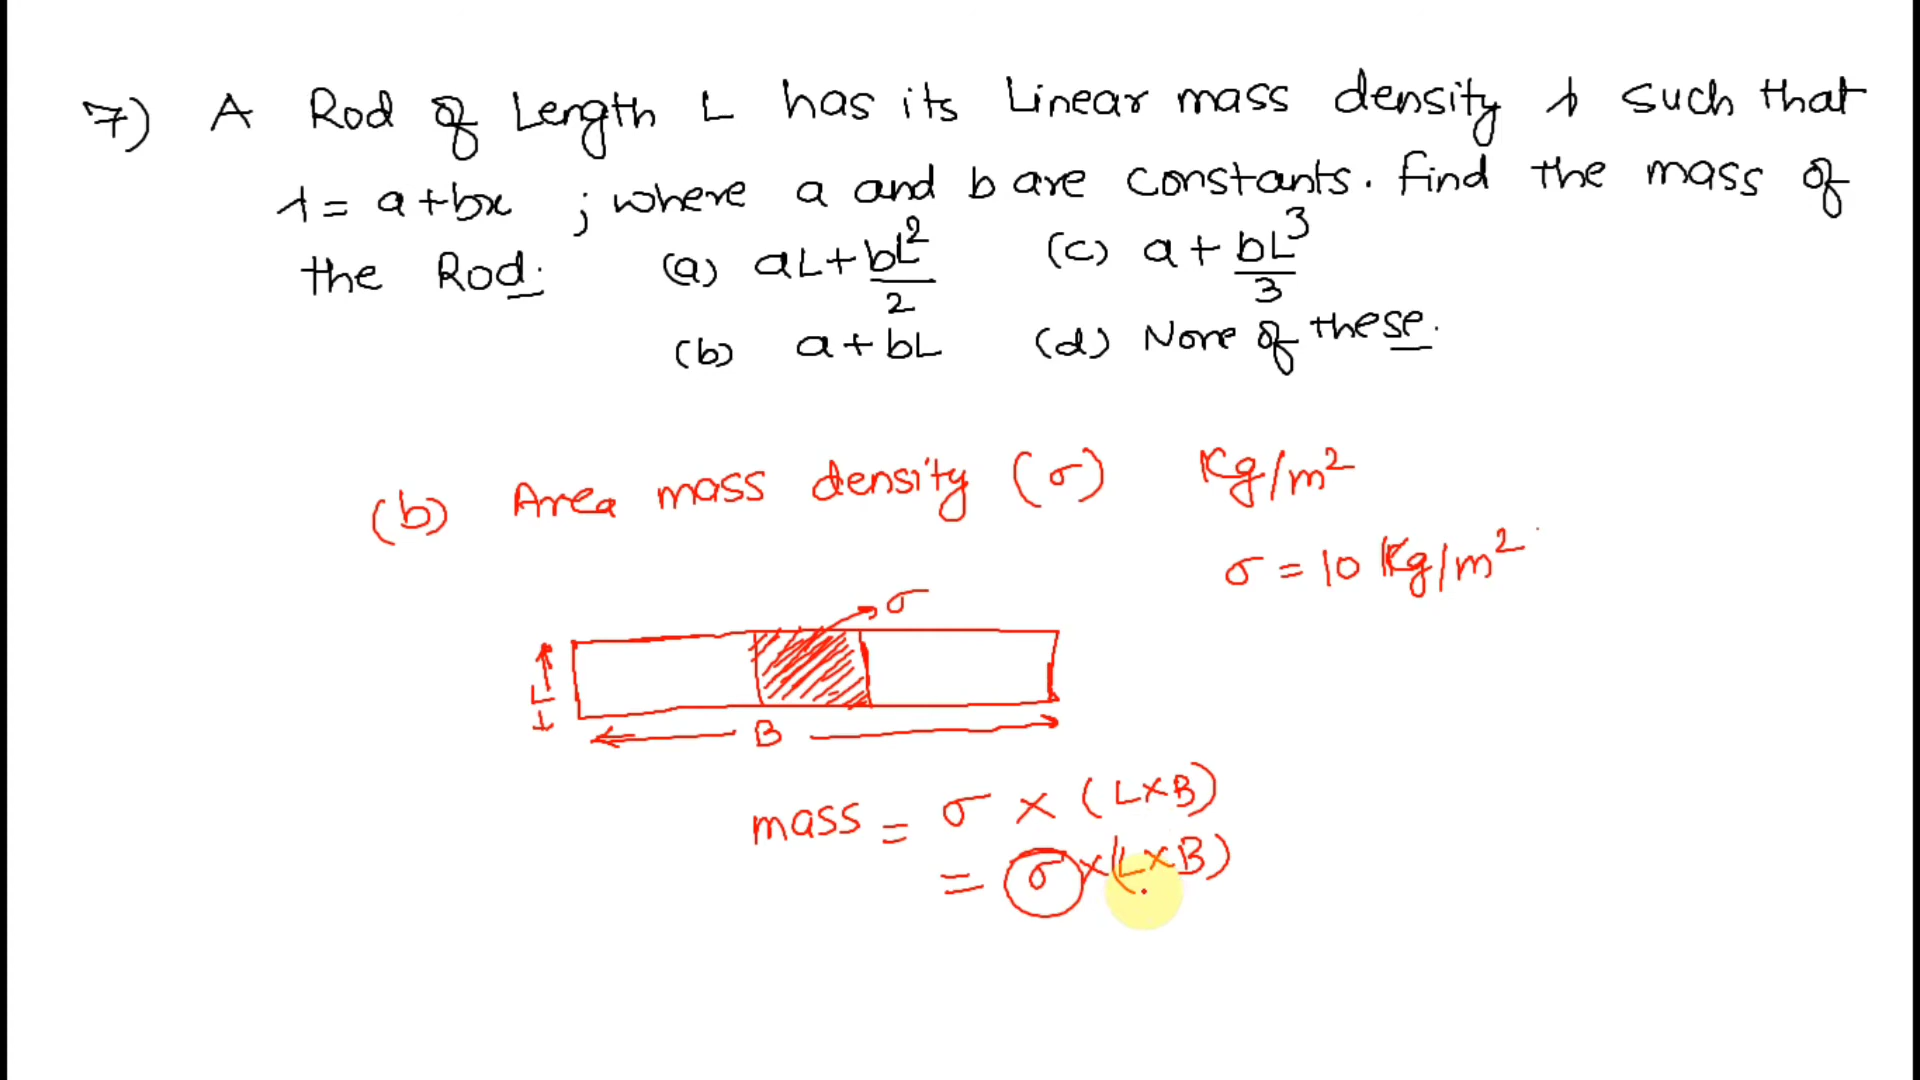 7) A Rod of Length L has its Linear mass density λ such that
λ = a+bx ; where a and b are constants. find the mass of
the Rod. (a) aL+bL²/2 (c) a + bL³/3
(b) a+bL (d) None of these.
(b) Area mass density (σ) Kg/m²
σ = 10 Kg/m²
σ
L
B
mass = σ × (L×B)
= σ×(L×B)